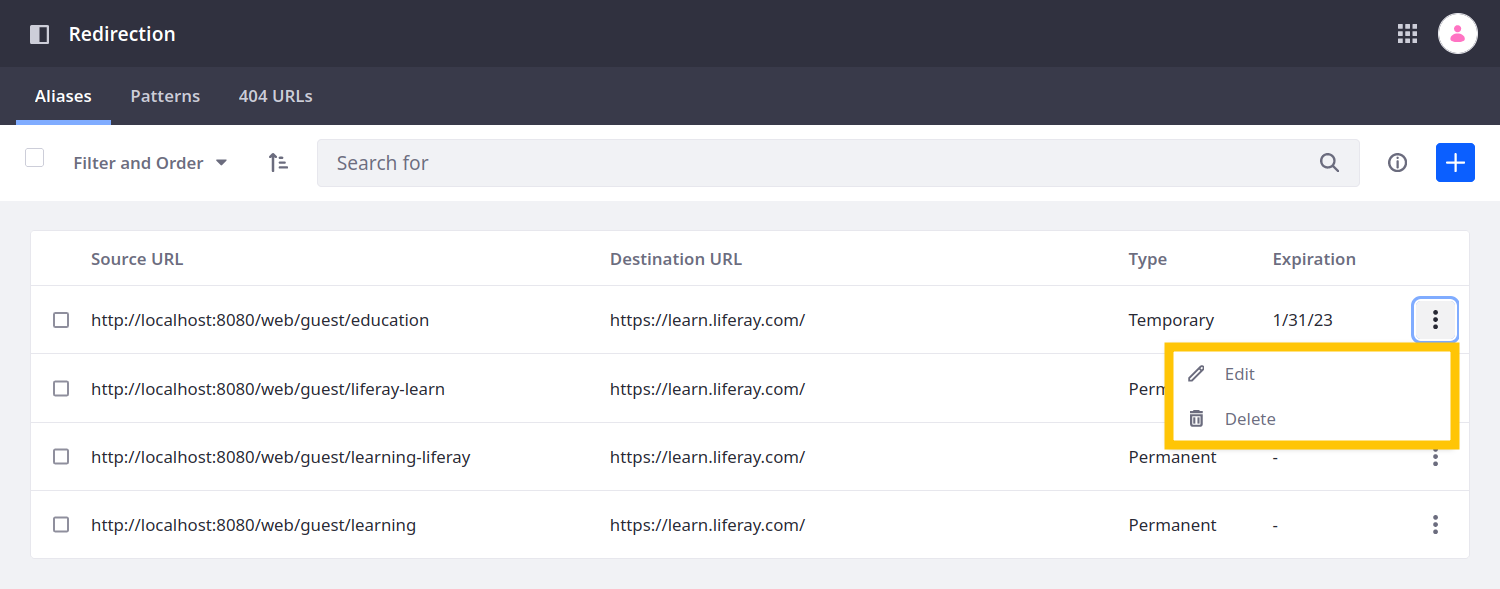 Redirection
Aliases Patterns 404 URLs
Filter and Order Search for
Source URL Destination URL Type Expiration
http://localhost:8080/web/guest/education https://learn.liferay.com/ Temporary 1/31/23
Edit
http://localhost:8080/web/guest/liferay-learn https://learn.liferay.com/ Perm
Delete
http://localhost:8080/web/guest/learning-liferay https://learn.liferay.com/ Permanent -
http://localhost:8080/web/guest/learning https://learn.liferay.com/ Permanent -